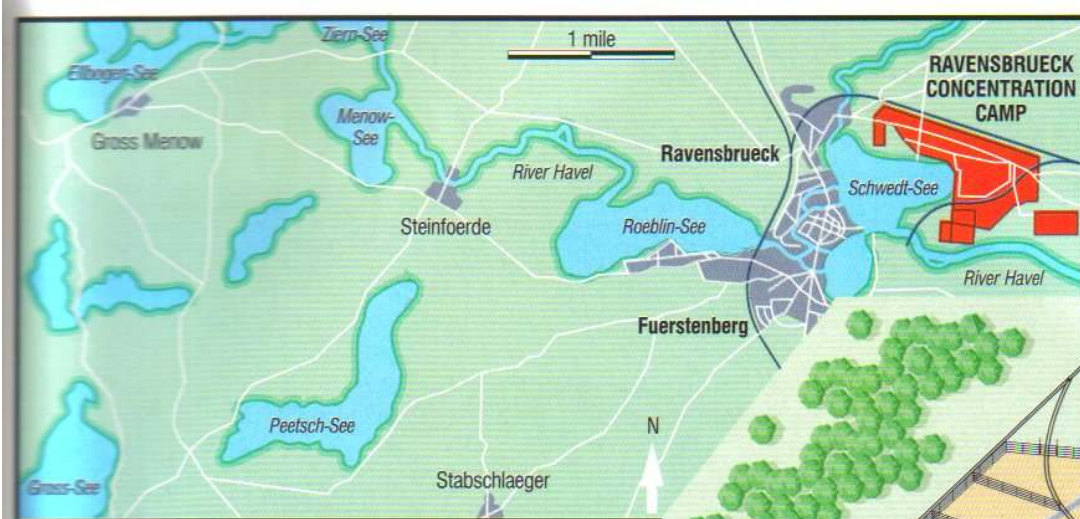 Ziern-See
1 mile
Ellbogen-See
RAVENSBRUECK
CONCENTRATION
CAMP
Menow-
See
Gross Menow
Ravensbrueck
River Havel
Schwedt-See
Steinfoerde
Roeblin-See
River Havel
Fuerstenberg
Peetsch-See
N
Stabschlaeger
Gross-See